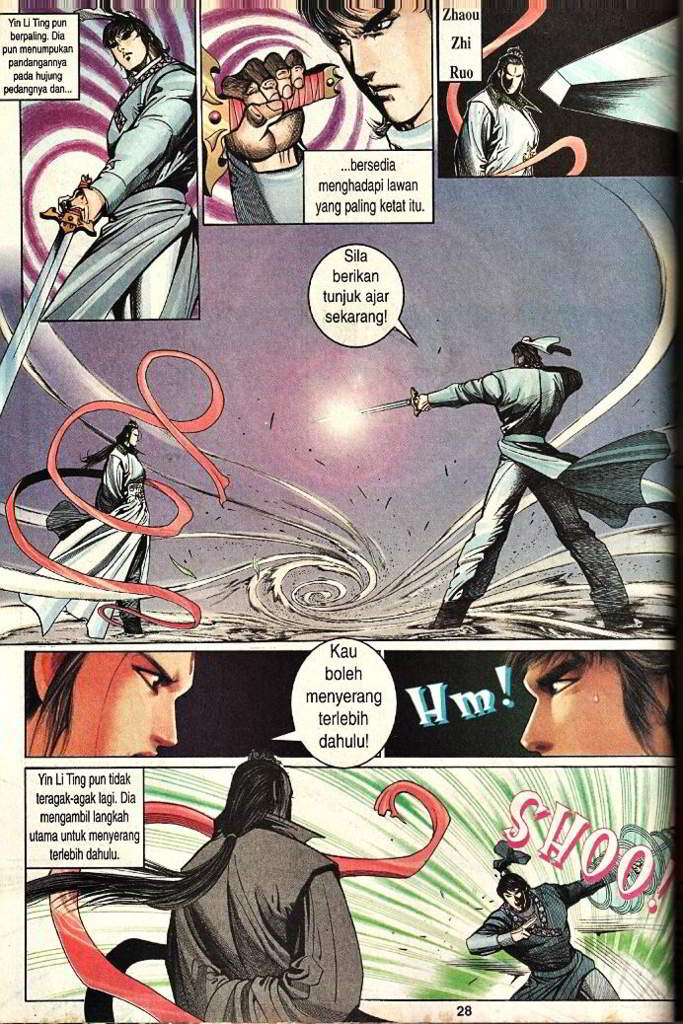 Yin Li Ting pun
berpaling. Dia
pun menumpukan
pandangannya
pada hujung
pedangnya dan...
...bersedia
menghadapi lawan
yang paling ketat itu.
Zhaou
Zhi
Ruo
Sila
berikan
tunjuk ajar
sekarang!
Kau
boleh
menyerang
terlebih
dahulu!
Hm!
Yin Li Ting pun tidak
teragak-agak lagi. Dia
mengambil langkah
utama untuk menyerang
terlebih dahulu.
SHOO!
28